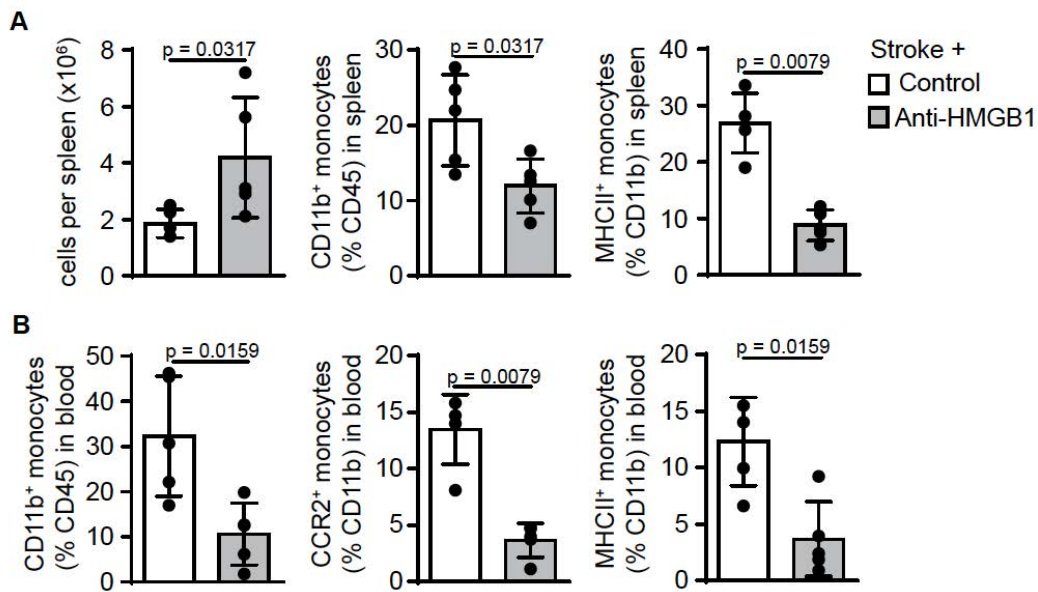 A
cells per spleen (x10⁶)
8
6
4
2
0
p = 0.0317
CD11b⁺ monocytes
(% CD45) in spleen
30
20
10
0
p = 0.0317
MHCII⁺ monocytes
(% CD11b) in spleen
40
30
20
10
0
p = 0.0079
Stroke +
Control
Anti-HMGB1
B
CD11b⁺ monocytes
(% CD45) in blood
50
40
30
20
10
0
p = 0.0159
CCR2⁺ monocytes
(% CD11b) in blood
20
15
10
5
0
p = 0.0079
MHCII⁺ monocytes
(% CD11b) in blood
20
15
10
5
0
p = 0.0159